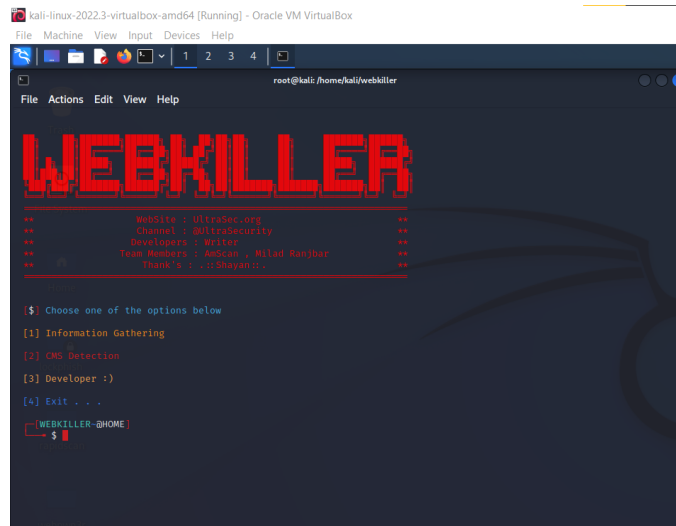 kali-linux-2022.3-virtualbox-amd64 [Running] - Oracle VM VirtualBox
File Machine View Input Devices Help
1 2 3 4
root@kali: /home/kali/webkiller
File Actions Edit View Help
WEBKILLER
** WebSite : UltraSec.org **
** Channel : @UltraSecurity **
** Developers : Writer **
** Team Members : AmScan , Milad Ranjbar **
** Thank's : .::Shayan::. **
[$] Choose one of the options below
[1] Information Gathering
[2] CMS Detection
[3] Developer :)
[4] Exit . . .
[WEBKILLER~@HOME]
$